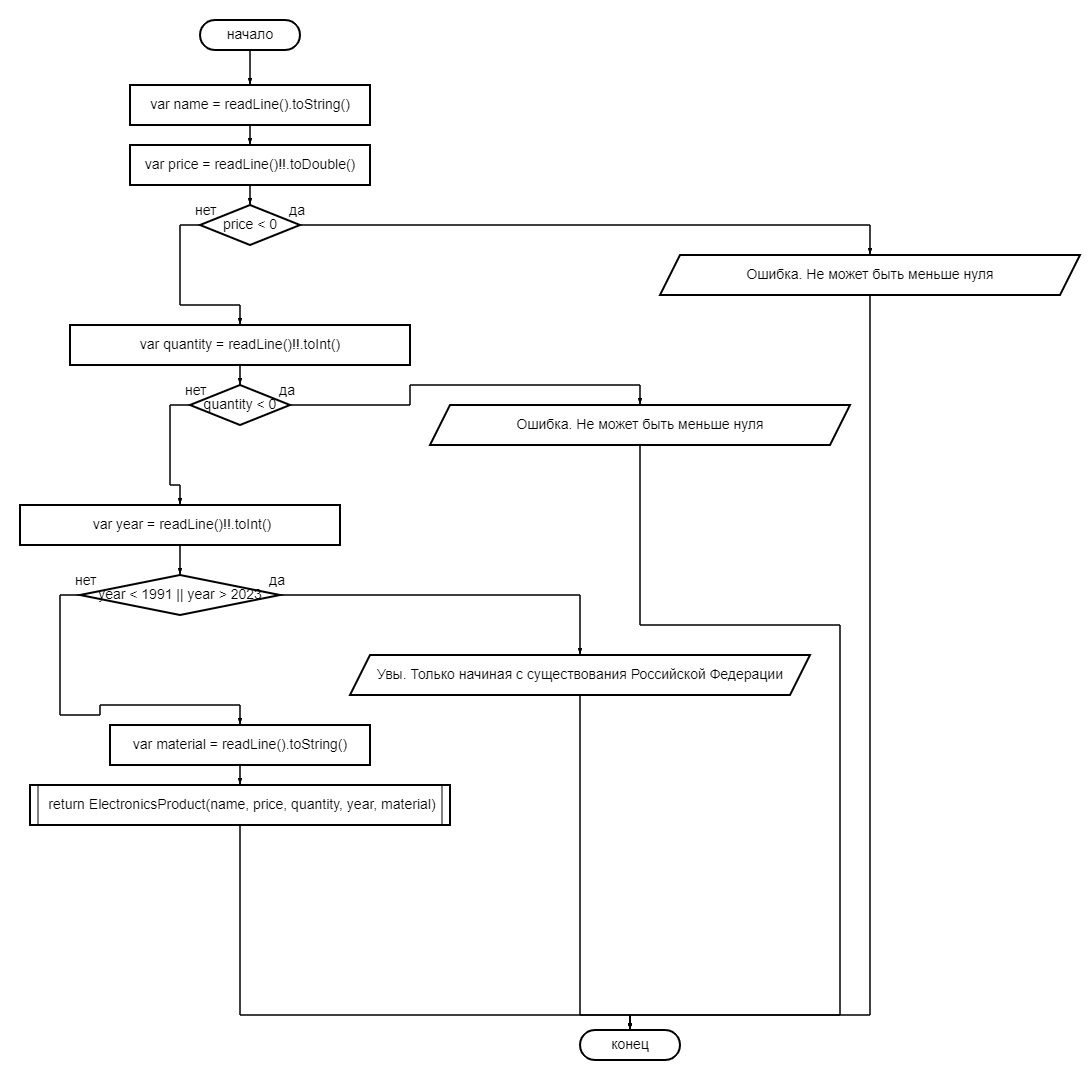 начало
var name = readLine().toString()
var price = readLine()!!.toDouble()
нет
да
price < 0
Ошибка. Не может быть меньше нуля
var quantity = readLine()!!.toInt()
нет
да
quantity < 0
Ошибка. Не может быть меньше нуля
var year = readLine()!!.toInt()
нет
да
year < 1991 || year > 2023
Увы. Только начиная с существования Российской Федерации
var material = readLine().toString()
return ElectronicsProduct(name, price, quantity, year, material)
конец